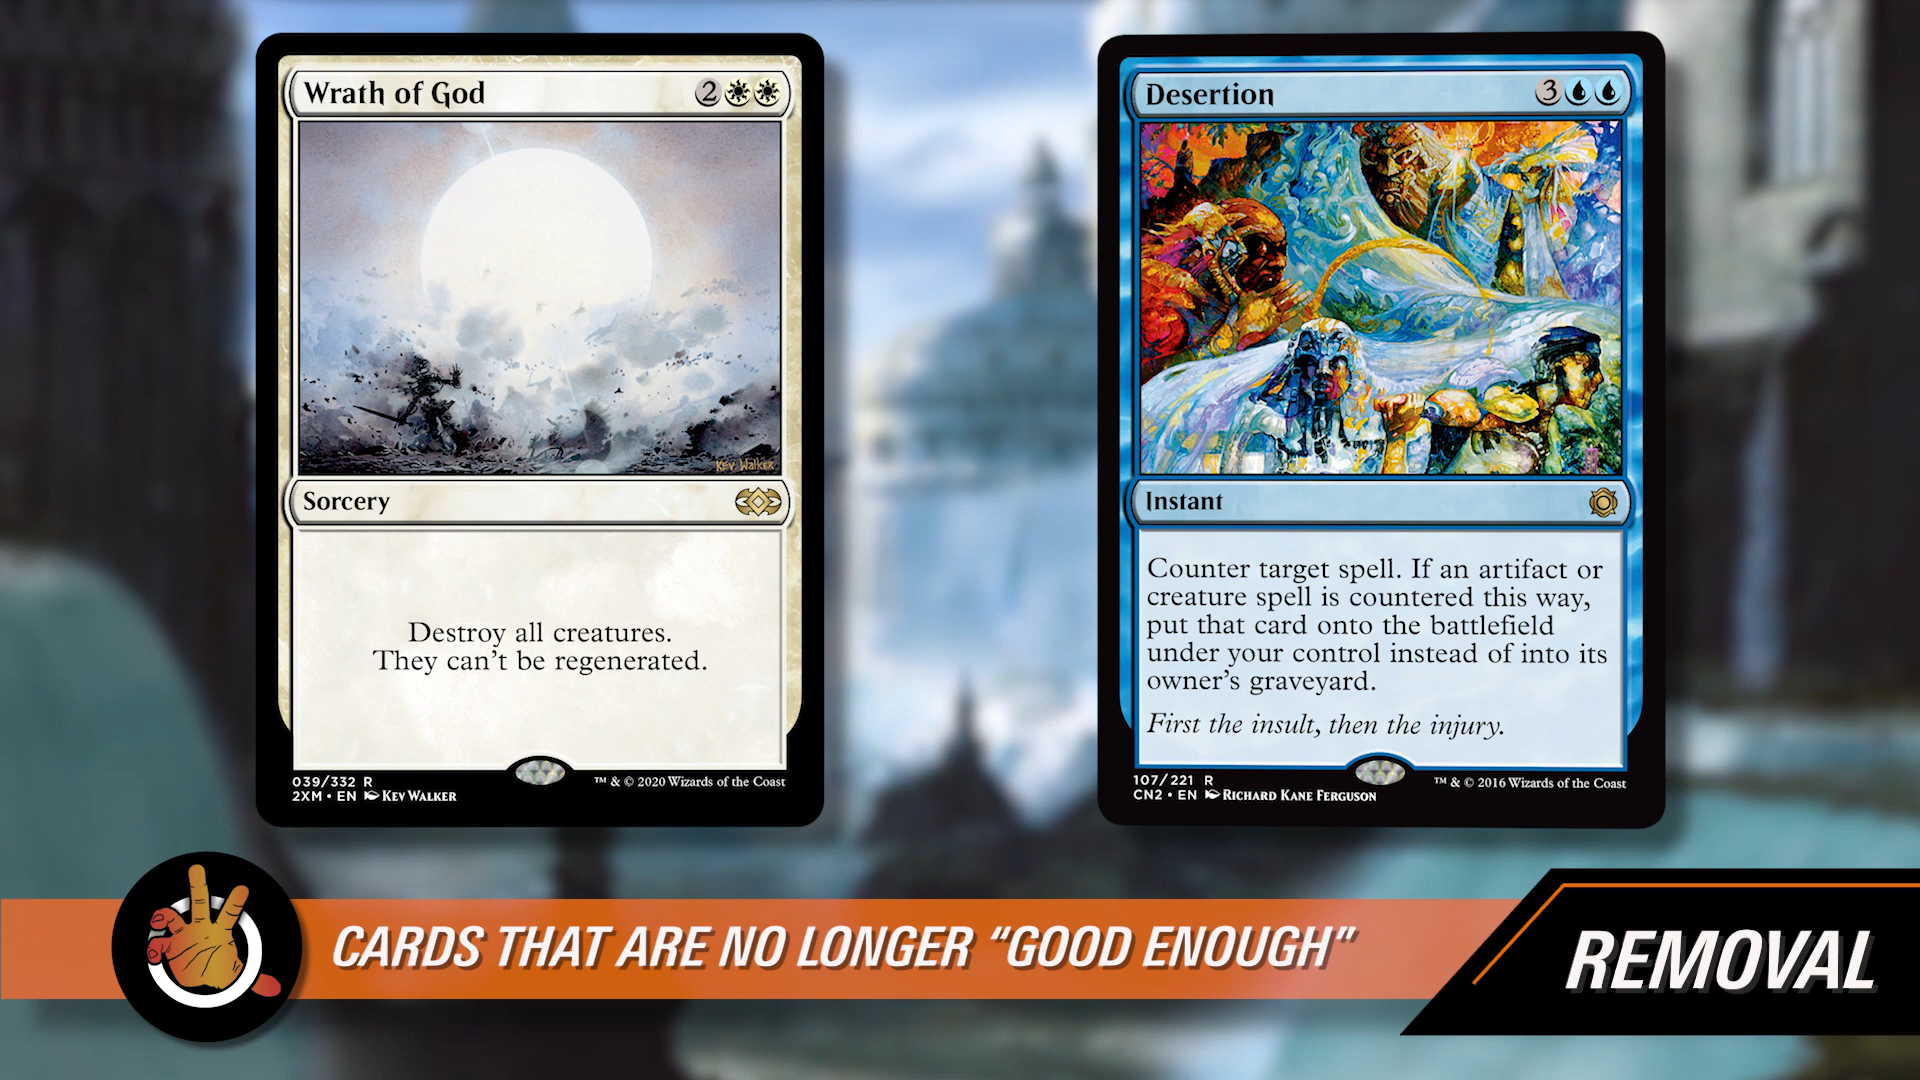 Wrath of God
2
KEV WALKER
Sorcery
Destroy all creatures.
They can't be regenerated.
039/332 R
2XM • EN KEV WALKER
™ & © 2020 Wizards of the Coast
Desertion
3
Instant
Counter target spell. If an artifact or
creature spell is countered this way,
put that card onto the battlefield
under your control instead of into its
owner's graveyard.
First the insult, then the injury.
107/221 R
CN2 • EN RICHARD KANE FERGUSON
™ & © 2016 Wizards of the Coast
CARDS THAT ARE NO LONGER “GOOD ENOUGH”
REMOVAL